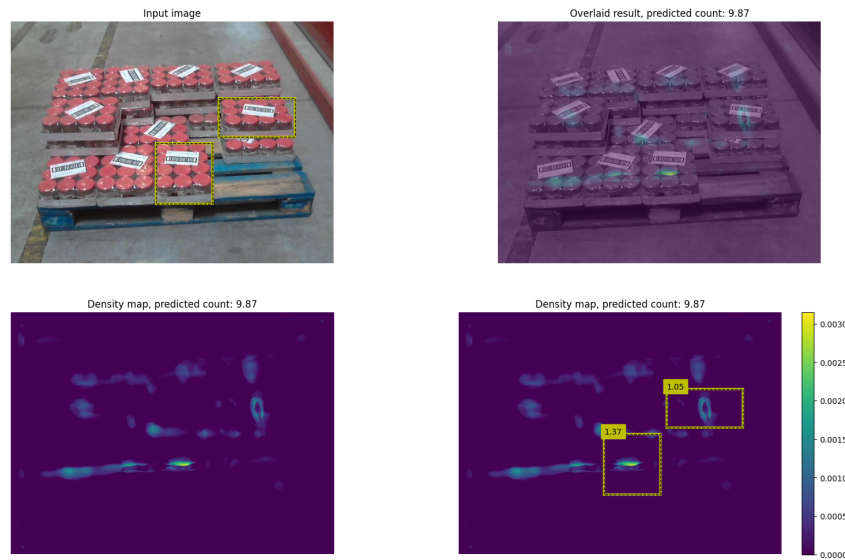 Input image
Overlaid result, predicted count: 9.87
Density map, predicted count: 9.87
Density map, predicted count: 9.87
1.05
1.37
0.0030
0.0025
0.0020
0.0015
0.0010
0.0005
0.0000